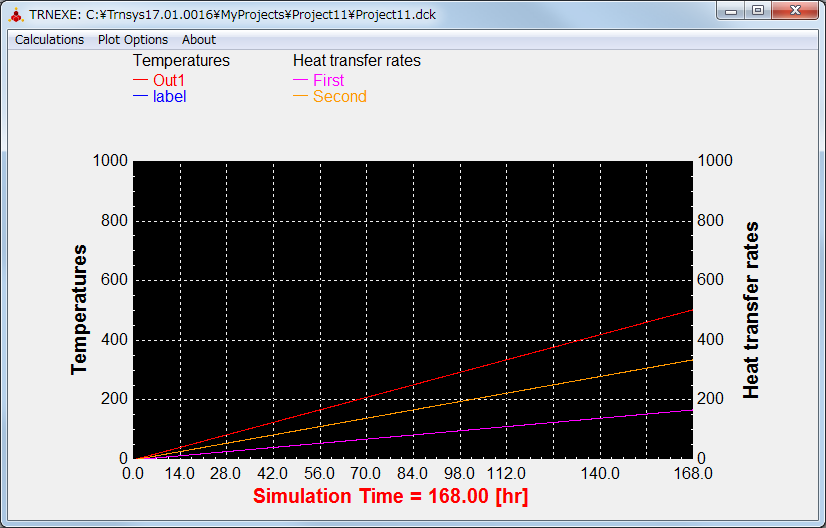 TRNEXE: C:¥Trnsys17.01.0016¥MyProjects¥Project11¥Project11.dck
Calculations Plot Options About
Temperatures Heat transfer rates
Out1 First
label Second
1000 1000
800 800
600 600
400 400
200 200
0 0
Temperatures
Heat transfer rates
0.0 14.0 28.0 42.0 56.0 70.0 84.0 98.0 112.0 140.0 168.0
Simulation Time = 168.00 [hr]